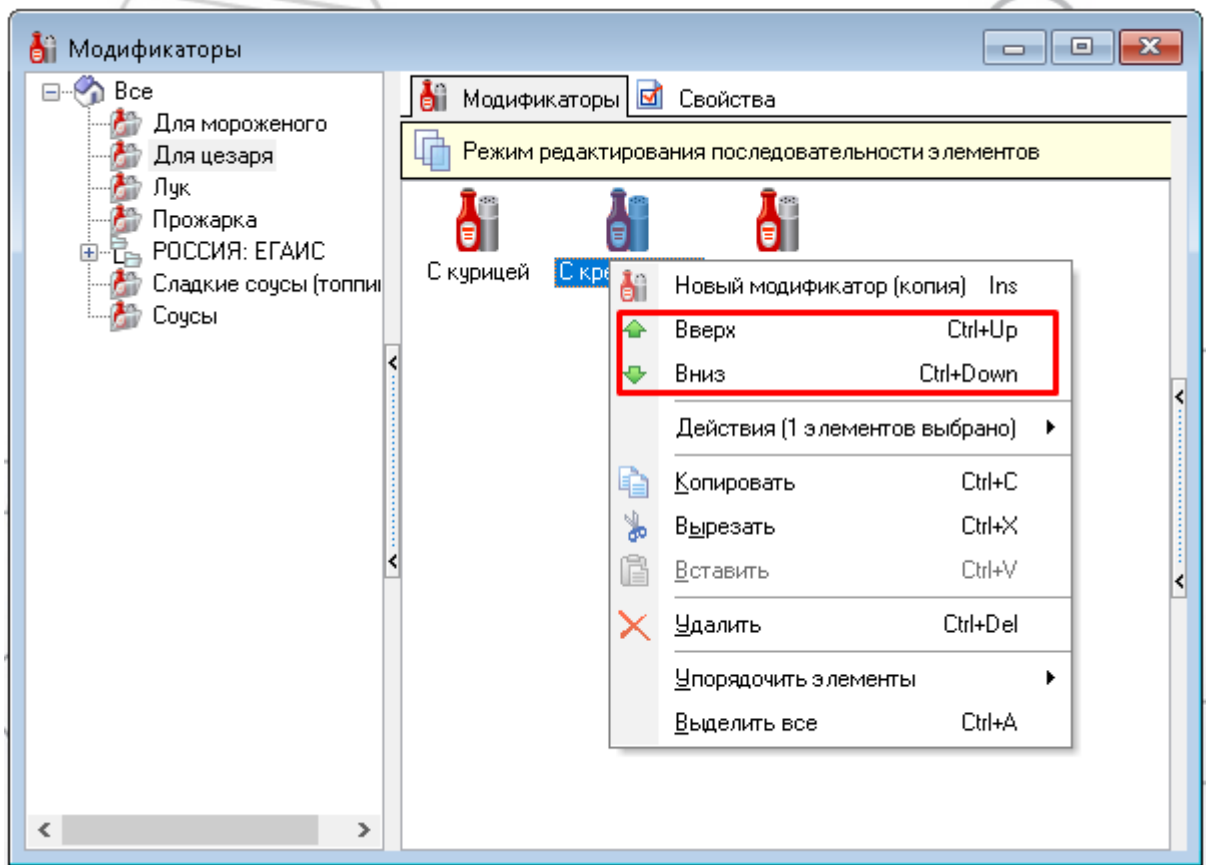 Модификаторы
Все
Для мороженого
Для цезаря
Лук
Прожарка
РОССИЯ: ЕГАИС
Сладкие соусы (топпи
Соусы
Модификаторы Свойства
Режим редактирования последовательности элементов
С курицей С кре
Новый модификатор (копия) Ins
Вверх Ctrl+Up
Вниз Ctrl+Down
Действия (1 элементов выбрано)
Копировать Ctrl+C
Вырезать Ctrl+X
Вставить Ctrl+V
Удалить Ctrl+Del
Упорядочить элементы
Выделить все Ctrl+A